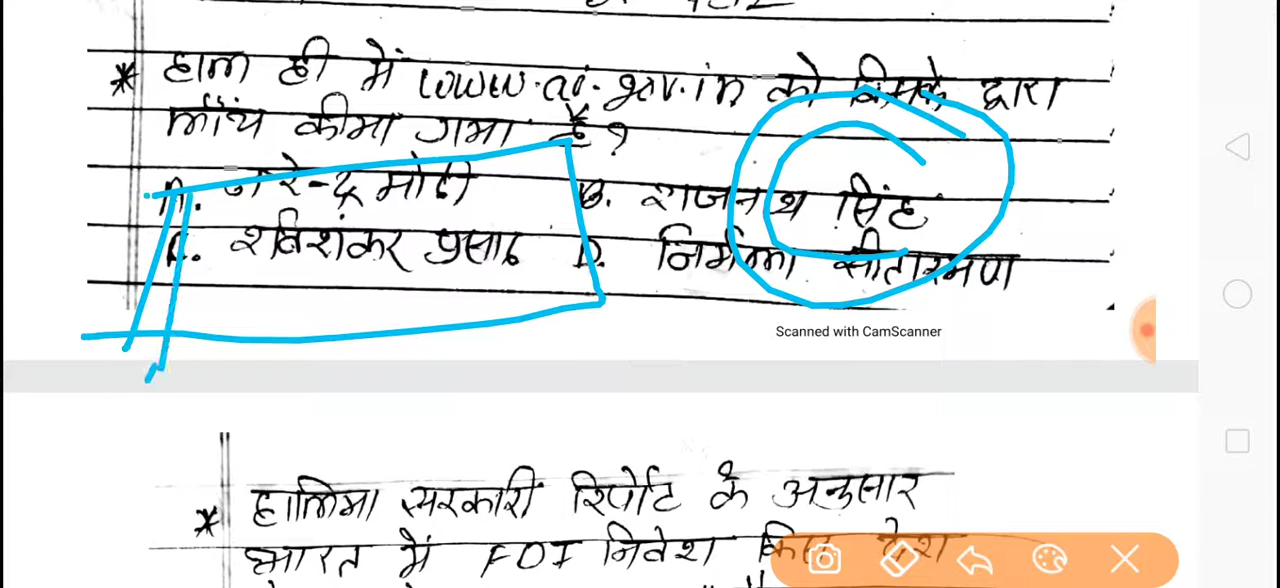 * हाल ही में www.ai.gov.in को किसके द्वारा
लाँच कीया गया है ?
A. नरेन्द्र मोदी B. राजनाथ सिंह
C. रविशंकर प्रसाद D. निर्मला सीतारमण
Scanned with CamScanner
* हालिया सरकारी रिर्पोट के अनुसार
भारत में FDI निवेश किस देश